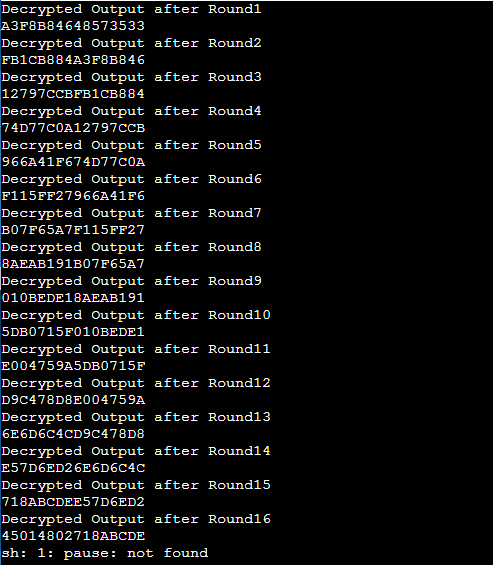 Decrypted Output after Round1
A3F8B84648573533
Decrypted Output after Round2
FB1CB884A3F8B846
Decrypted Output after Round3
12797CCBFB1CB884
Decrypted Output after Round4
74D77C0A12797CCB
Decrypted Output after Round5
966A41F674D77C0A
Decrypted Output after Round6
F115FF27966A41F6
Decrypted Output after Round7
B07F65A7F115FF27
Decrypted Output after Round8
8AEAB191B07F65A7
Decrypted Output after Round9
010BEDE18AEAB191
Decrypted Output after Round10
5DB0715F010BEDE1
Decrypted Output after Round11
E004759A5DB0715F
Decrypted Output after Round12
D9C478D8E004759A
Decrypted Output after Round13
6E6D6C4CD9C478D8
Decrypted Output after Round14
E57D6ED26E6D6C4C
Decrypted Output after Round15
718ABCDEE57D6ED2
Decrypted Output after Round16
45014802718ABCDE
sh: 1: pause: not found